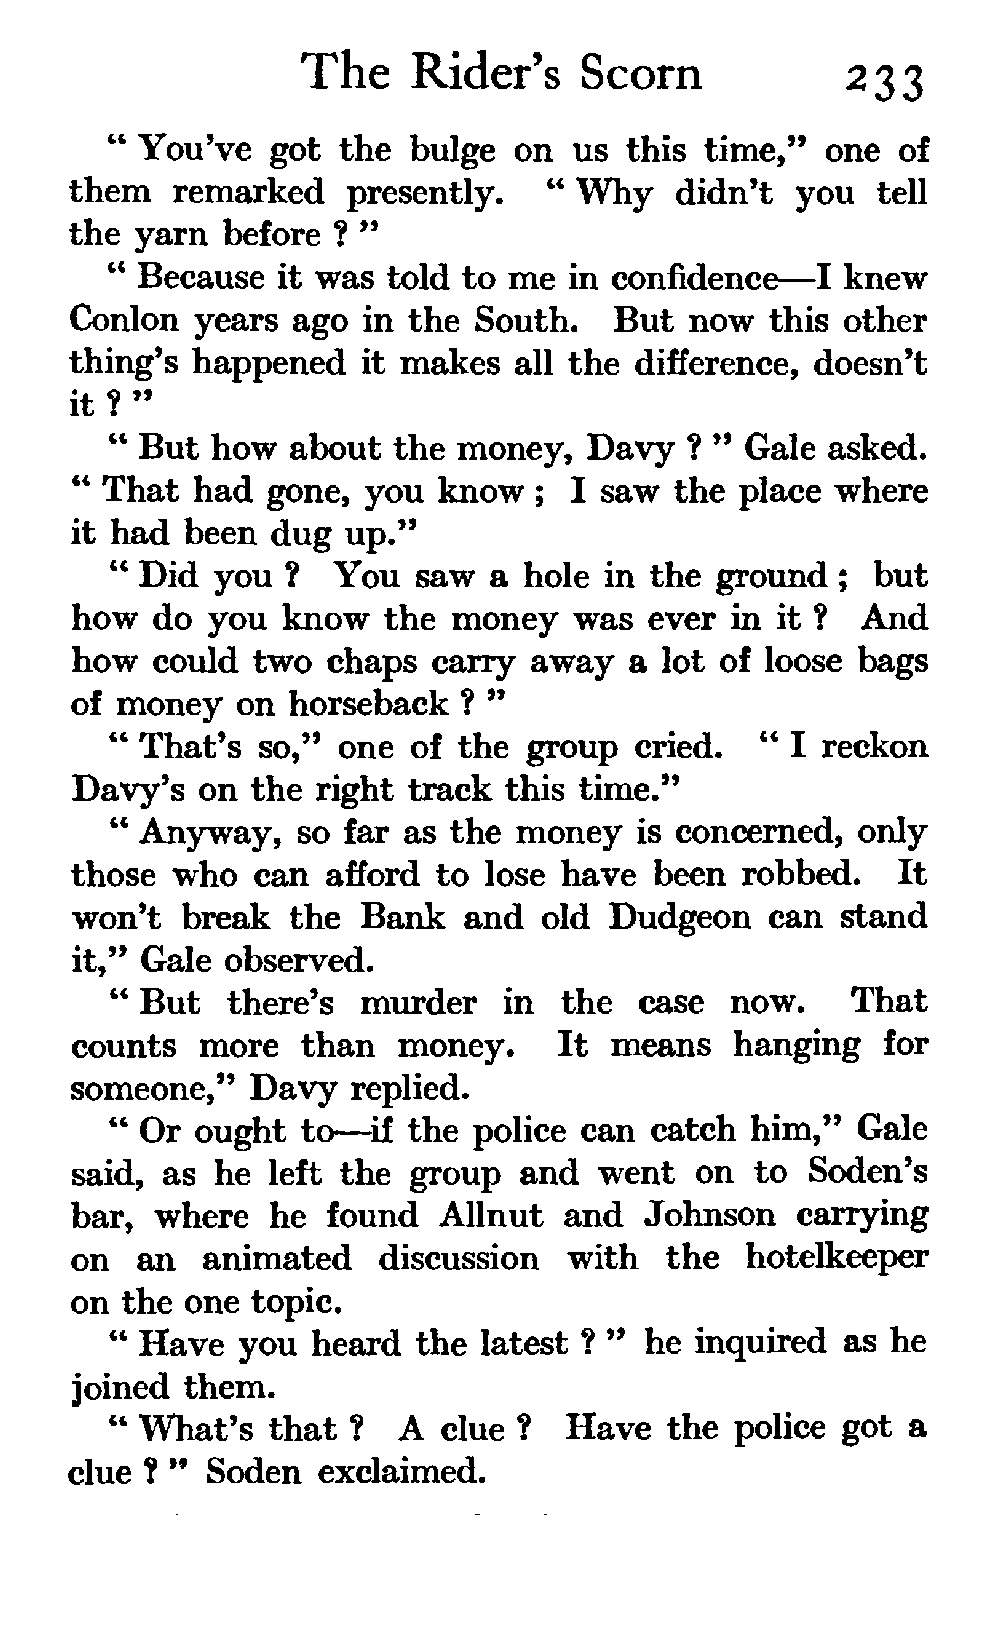 The Rider's Scorn 233
“ You've got the bulge on us this time,” one of
them remarked presently. “ Why didn't you tell
the yarn before ? ”
“ Because it was told to me in confidence—I knew
Conlon years ago in the South. But now this other
thing's happened it makes all the difference, doesn't
it ? ”
“ But how about the money, Davy ? ” Gale asked.
“ That had gone, you know ; I saw the place where
it had been dug up.”
“ Did you ? You saw a hole in the ground ; but
how do you know the money was ever in it ? And
how could two chaps carry away a lot of loose bags
of money on horseback ? ”
“ That's so,” one of the group cried. “ I reckon
Davy's on the right track this time.”
“ Anyway, so far as the money is concerned, only
those who can afford to lose have been robbed. It
won't break the Bank and old Dudgeon can stand
it,” Gale observed.
“ But there's murder in the case now. That
counts more than money. It means hanging for
someone,” Davy replied.
“ Or ought to—if the police can catch him,” Gale
said, as he left the group and went on to Soden's
bar, where he found Allnut and Johnson carrying
on an animated discussion with the hotelkeeper
on the one topic.
“ Have you heard the latest ? ” he inquired as he
joined them.
“ What's that ? A clue ? Have the police got a
clue ? ” Soden exclaimed.